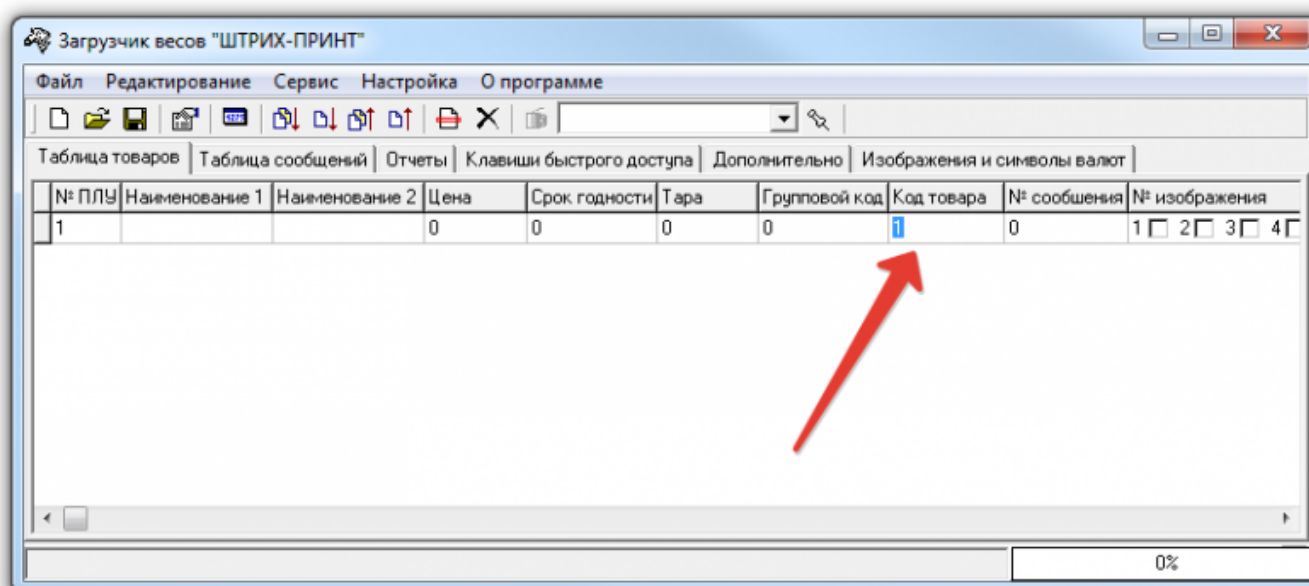 Загрузчик весов "ШТРИХ-ПРИНТ"
Файл Редактирование Сервис Настройка О программе
Таблица товаров Таблица сообщений Отчеты Клавиши быстрого доступа Дополнительно Изображения и символы валют
№ ПЛУ Наименование 1 Наименование 2 Цена Срок годности Тара Групповой код Код товара № сообшения № изображения
1 0 0 0 0 1 0 1 2 3 4
0%